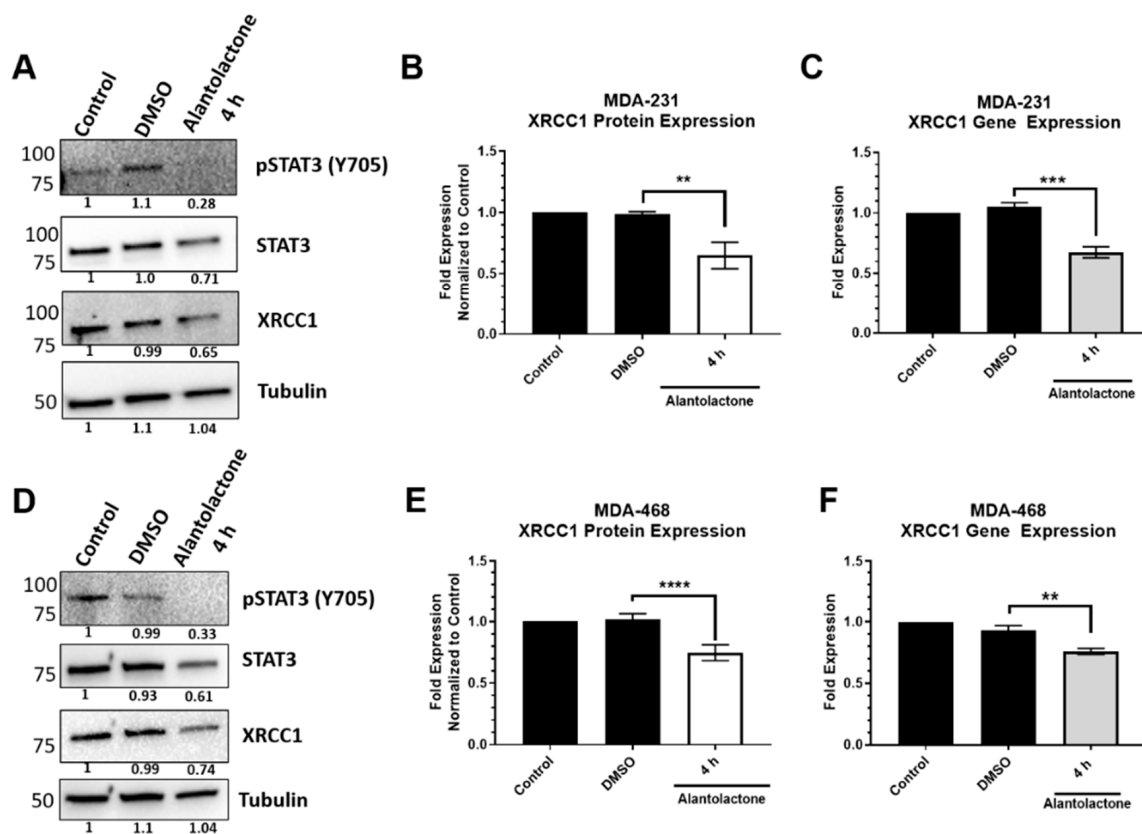 A
Control
DMSO
Alantolactone
4 h
100
75
pSTAT3 (Y705)
1 1.1 0.28
100
75
STAT3
1 1.0 0.71
100
75
XRCC1
1 0.99 0.65
50
Tubulin
1 1.1 1.04
B
MDA-231
XRCC1 Protein Expression
Fold Expression
Normalized to Control
1.5
1.0
0.5
0.0
**
Control
DMSO
4 h
Alantolactone
C
MDA-231
XRCC1 Gene Expression
Fold Expression
1.5
1.0
0.5
0.0
***
Control
DMSO
4 h
Alantolactone
D
Control
DMSO
Alantolactone
4 h
100
75
pSTAT3 (Y705)
1 0.99 0.33
75
STAT3
1 0.93 0.61
75
XRCC1
1 0.99 0.74
50
Tubulin
1 1.1 1.04
E
MDA-468
XRCC1 Protein Expression
Fold Expression
Normalized to Control
1.5
1.0
0.5
0.0
****
Control
DMSO
4 h
Alantolactone
F
MDA-468
XRCC1 Gene Expression
Fold Expression
1.5
1.0
0.5
0.0
**
Control
DMSO
4 h
Alantolactone